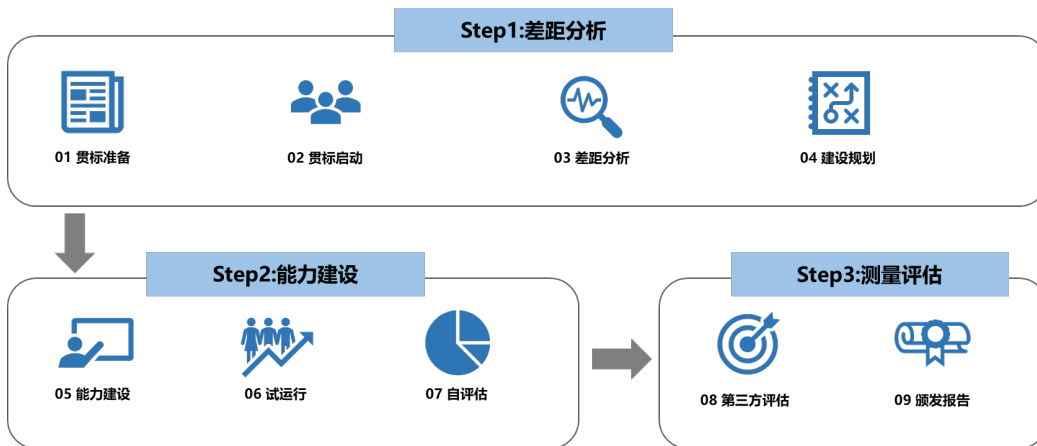 Step1:差距分析
01 贯标准备
02 贯标启动
03 差距分析
04 建设规划
Step2:能力建设
05 能力建设
06 试运行
07 自评估
Step3:测量评估
08 第三方评估
09 颁发报告